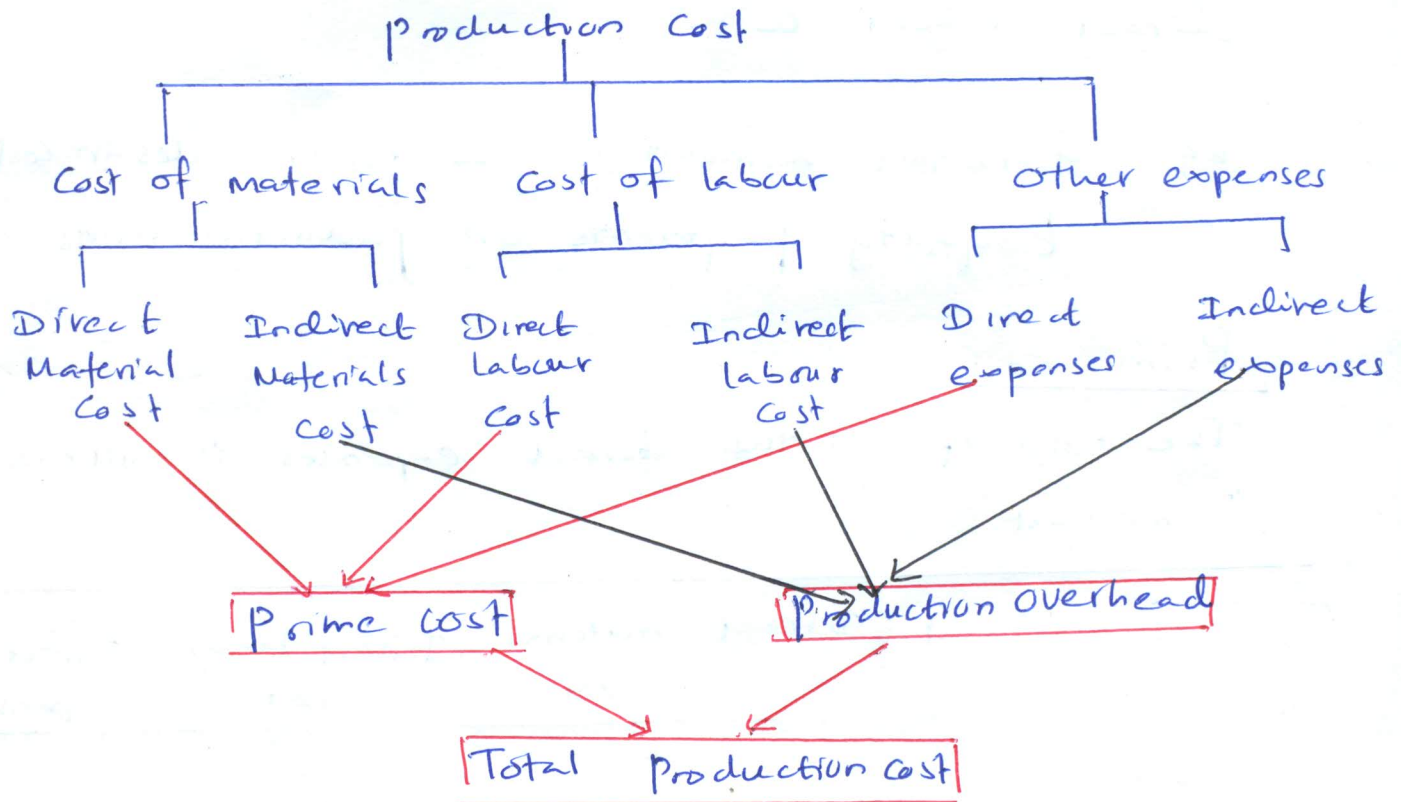 Production Cost
Cost of materials
Cost of labour
Other expenses
Direct
Material
Cost
Indirect
Materials
Cost
Direct
Labour
Cost
Indirect
labour
Cost
Direct
expenses
Indirect
expenses
Prime cost
Production overhead
Total Production cost